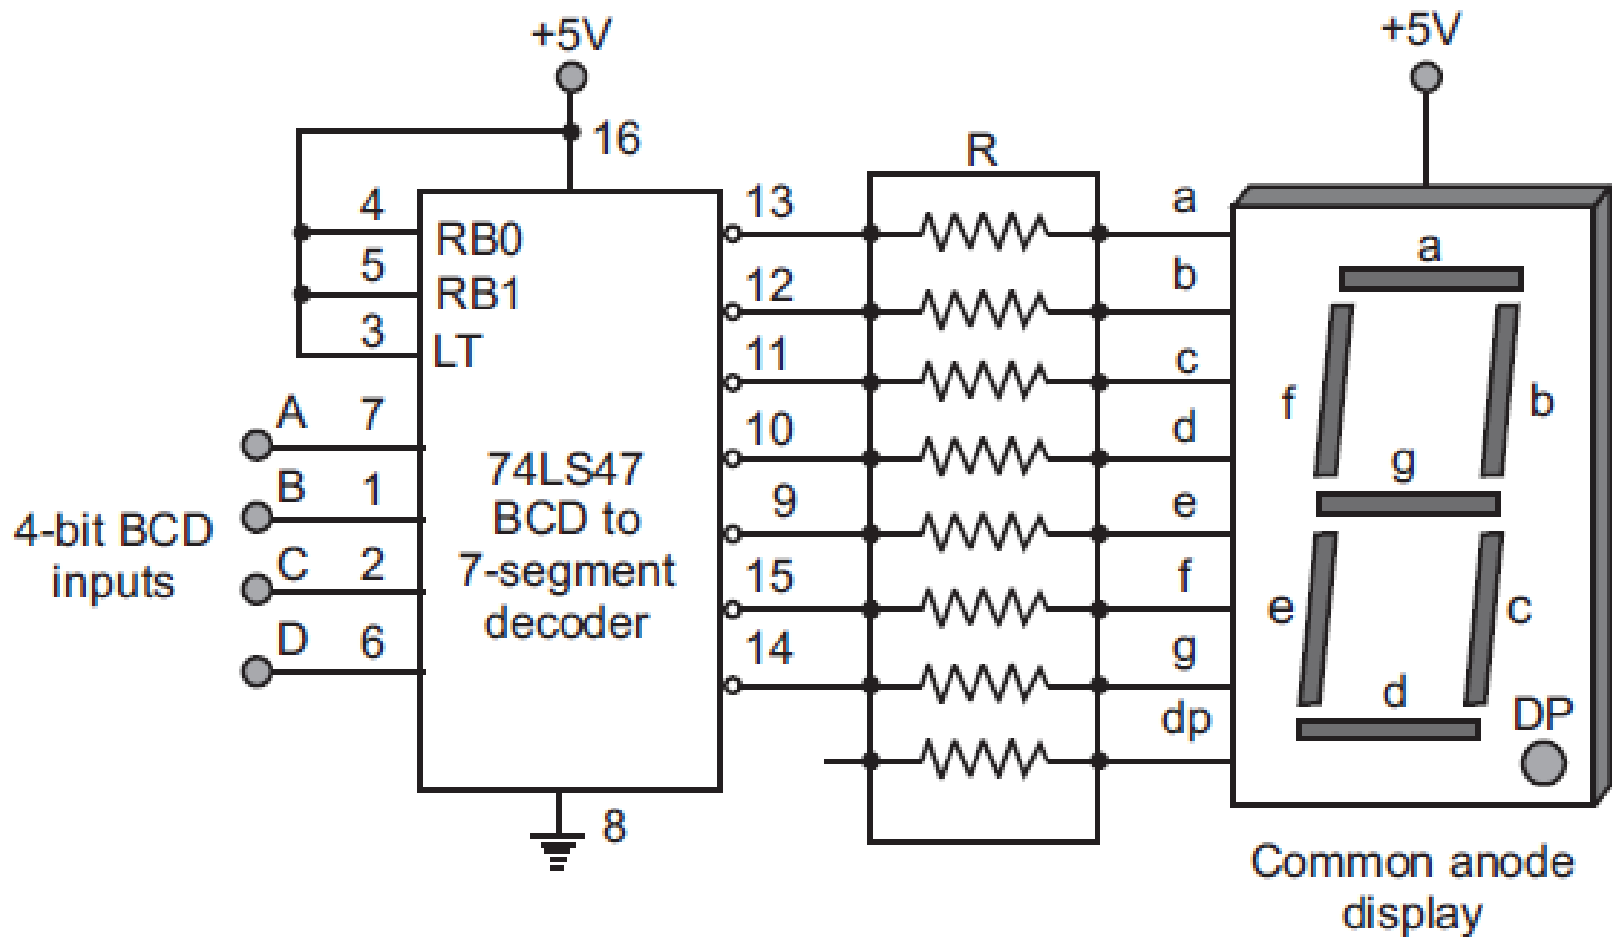 +5V
+5V
16
R
4
RB0
5
RB1
3
LT
A
7
B
1
C
2
D
6
4-bit BCD
inputs
74LS47
BCD to
7-segment
decoder
8
13
12
11
10
9
15
14
a
b
c
d
e
f
g
dp
a
f
b
g
e
c
d
DP
Common anode
display